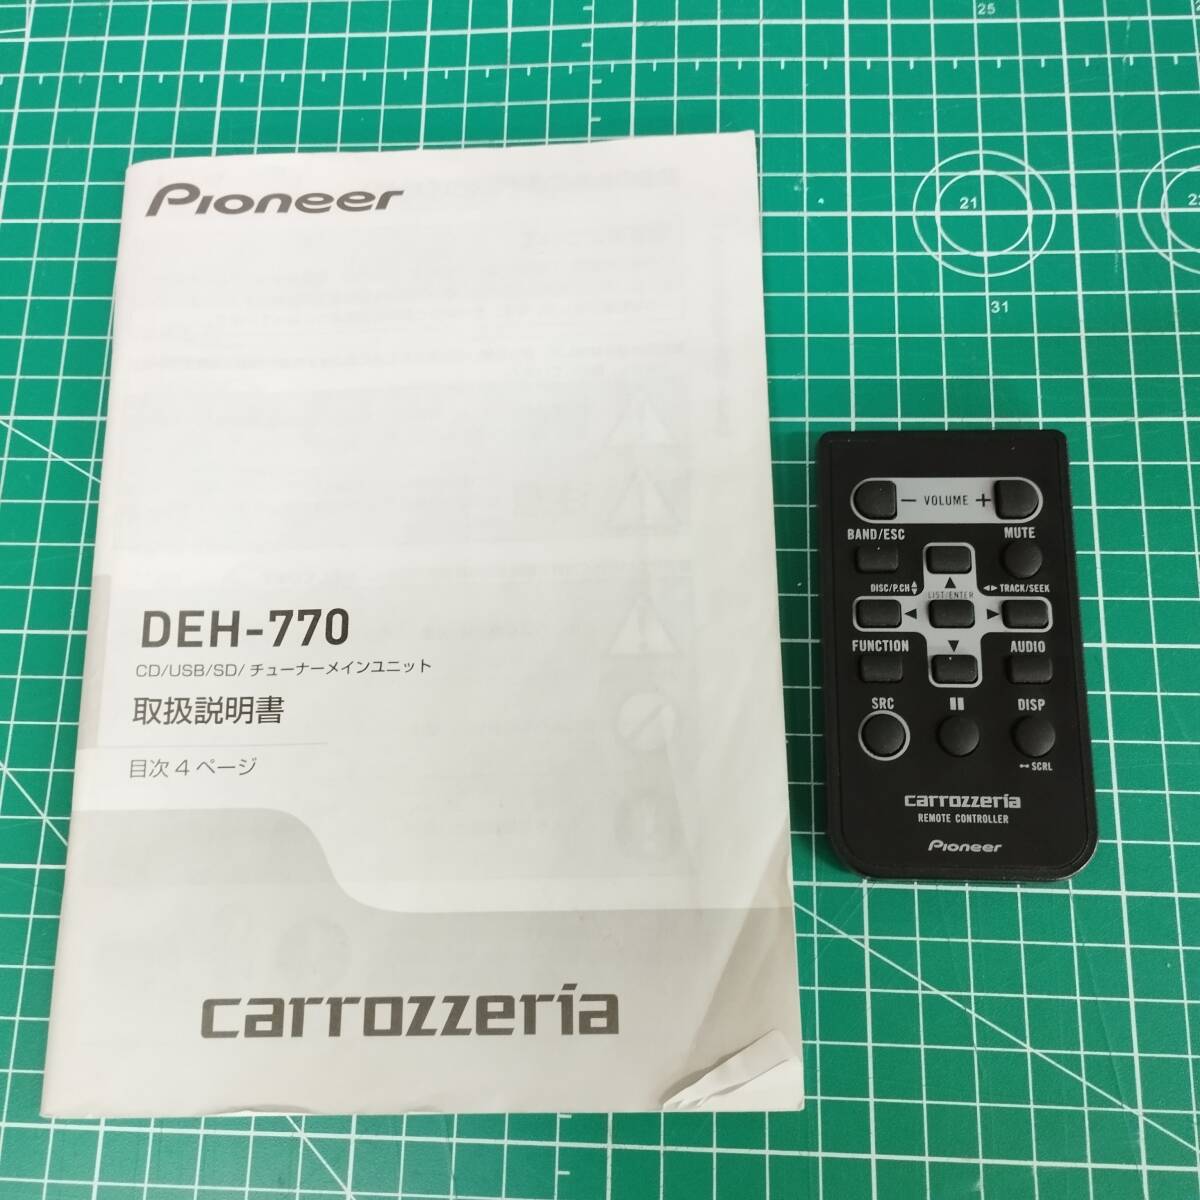 25
21
31
Pioneer
DEH-770
CD/USB/SD/チューナーメインユニット
取扱説明書
目次4ページ
carrozzeria
− VOLUME +
BAND/ESC MUTE
DISC/P.CH TRACK/SEEK
LIST/ENTER
FUNCTION AUDIO
SRC DISP
SCRL
carrozzeria
REMOTE CONTROLLER
Pioneer